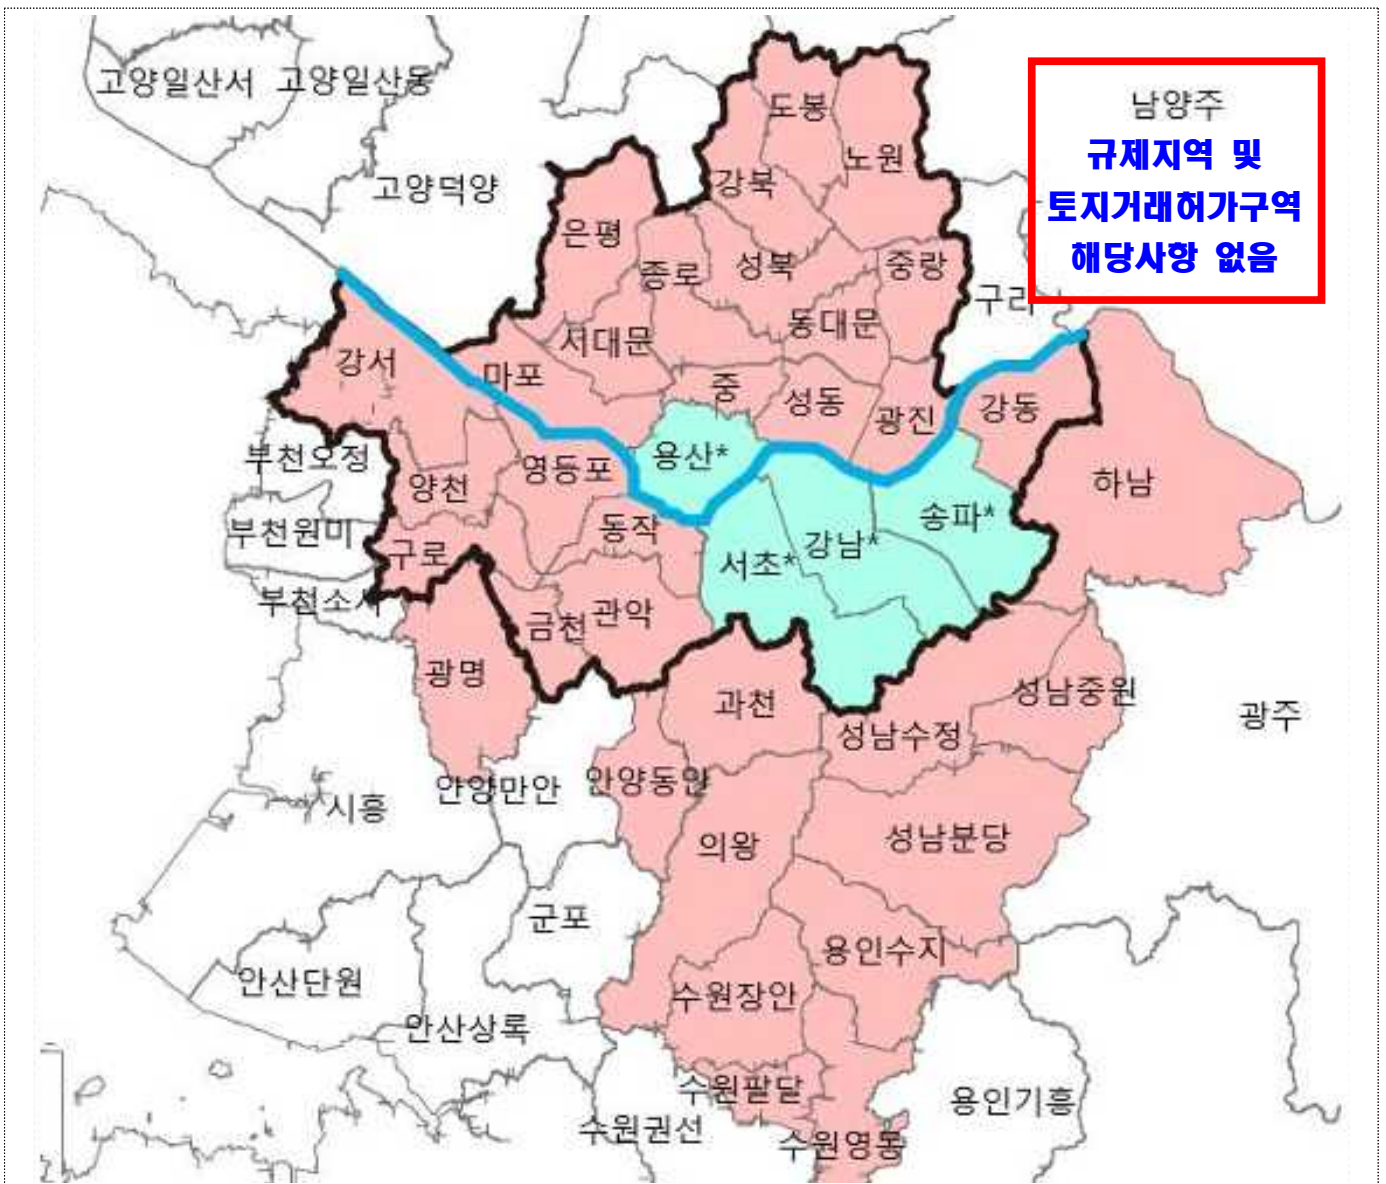 고양일산서
고양일산동
남양주
규제지역 및
토지거래허가구역
해당사항 없음
도봉
노원
강북
고양덕양
은평
종로
성북
중랑
구리
서대문
동대문
강서
마포
중
성동
광진
강동
부천오정
양천
영등포
용산*
하남
부천원미
구로
동작
서초*
강남*
송파*
부천소사
금천
관악
광명
과천
성남중원
성남수정
광주
안양만안
안양동안
시흥
의왕
성남분당
군포
용인수지
안산단원
수원장안
안산상록
수원팔달
용인기흥
수원권선
수원영통